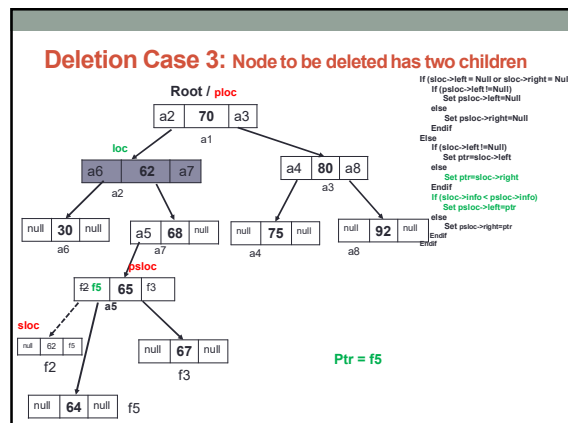 Deletion Case 3: Node to be deleted has two children
Root / ploc
a2 70 a3
a1
loc
a6 62 a7
a2
a4 80 a8
a3
null 30 null
a6
a5 68 null
a7
null 75 null
a4
null 92 null
a8
psloc
f2 f5 65 f3
a5
sloc
null 62 f5
f2
null 67 null
f3
null 64 null f5
Ptr = f5
If (sloc->left = Null or sloc->right = Null
If (psloc->left !=Null)
Set psloc->left=Null
else
Set psloc->right=Null
Endif
Else
If (sloc->left !=Null)
Set ptr=sloc->left
else
Set ptr=sloc->right
Endif
If (sloc->info < psloc->info)
Set psloc->left=ptr
else
Set psloc->right=ptr
Endif
Endif